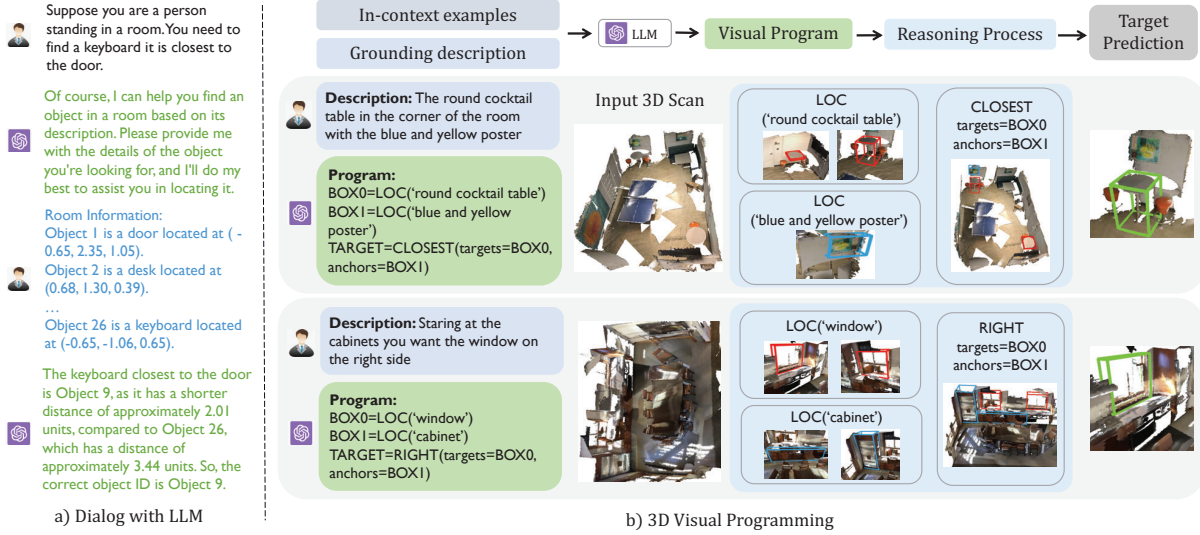 Suppose you are a person
standing in a room. You need to
find a keyboard it is closest to
the door.
Of course, I can help you find an
object in a room based on its
description. Please provide me
with the details of the object
you're looking for, and I'll do my
best to assist you in locating it.
Room Information:
Object 1 is a door located at ( -
0.65, 2.35, 1.05).
Object 2 is a desk located at
(0.68, 1.30, 0.39).
…
Object 26 is a keyboard located
at (-0.65, -1.06, 0.65).
The keyboard closest to the door
is Object 9, as it has a shorter
distance of approximately 2.01
units, compared to Object 26,
which has a distance of
approximately 3.44 units. So, the
correct object ID is Object 9.
a) Dialog with LLM
In-context examples
Grounding description
LLM
Visual Program
Reasoning Process
Target
Prediction
Description: The round cocktail
table in the corner of the room
with the blue and yellow poster
Program:
BOX0=LOC('round cocktail table')
BOX1=LOC('blue and yellow
poster')
TARGET=CLOSEST(targets=BOX0,
anchors=BOX1)
Input 3D Scan
LOC
('round cocktail table')
LOC
('blue and yellow poster')
CLOSEST
targets=BOX0
anchors=BOX1
Description: Staring at the
cabinets you want the window on
the right side
Program:
BOX0=LOC('window')
BOX1=LOC('cabinet')
TARGET=RIGHT(targets=BOX0,
anchors=BOX1)
LOC('window')
LOC('cabinet')
RIGHT
targets=BOX0
anchors=BOX1
b) 3D Visual Programming